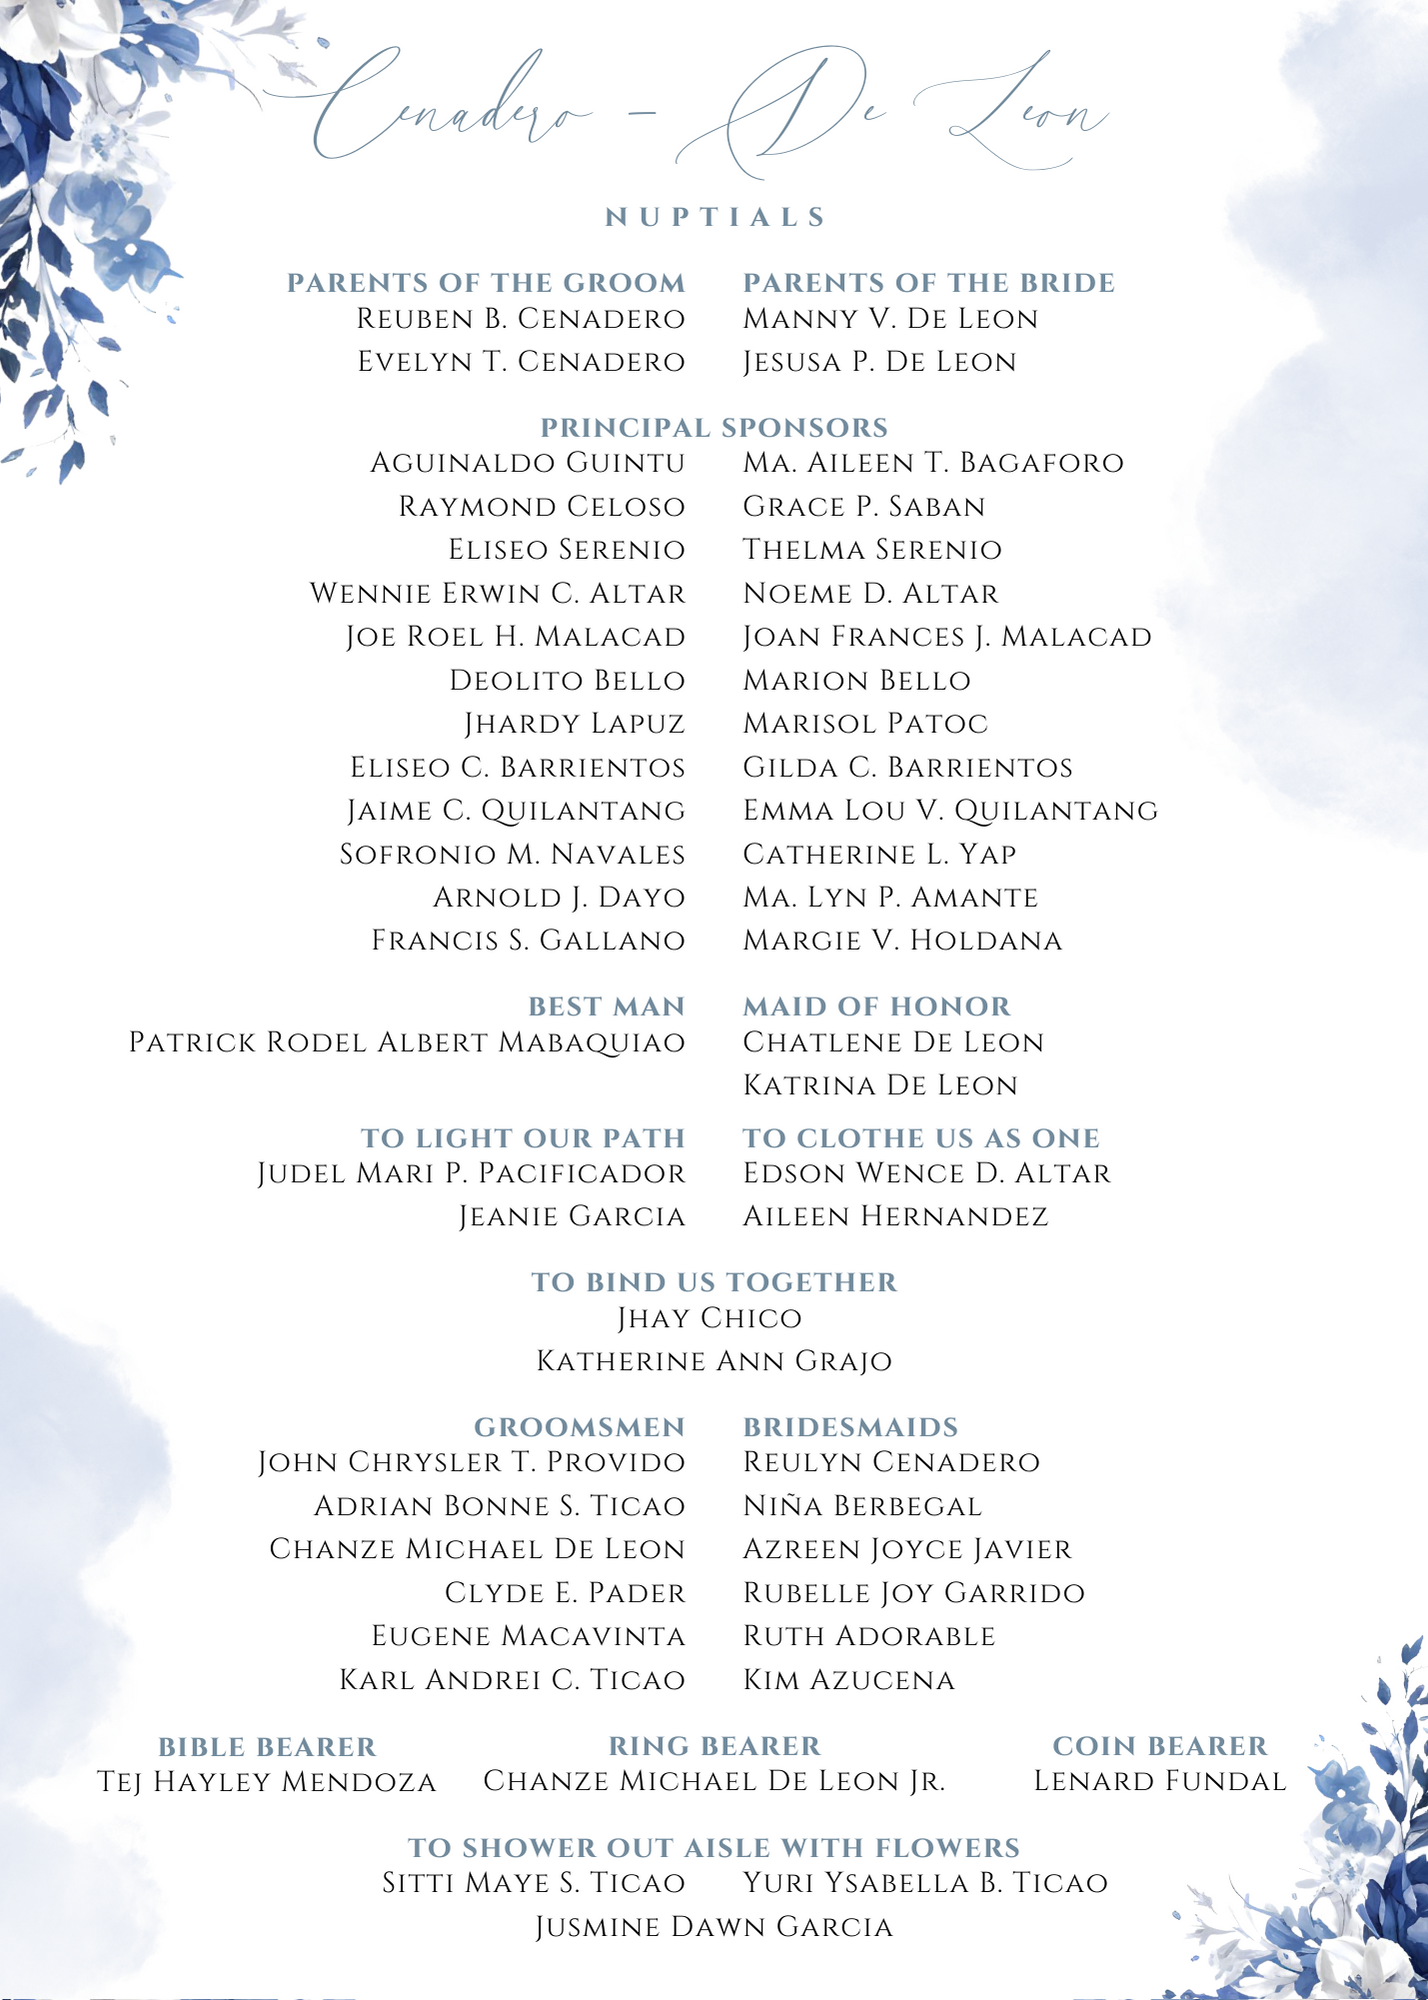 Cenadero - De Leon
NUPTIALS
PARENTS OF THE GROOM
Reuben B. Cenadero
Evelyn T. Cenadero
PARENTS OF THE BRIDE
Manny V. De Leon
Jesusa P. De Leon
PRINCIPAL SPONSORS
Aguinaldo Guintu
Raymond Celoso
Eliseo Serenio
Wennie Erwin C. Altar
Joe Roel H. Malacad
Deolito Bello
Jhardy Lapuz
Eliseo C. Barrientos
Jaime C. Quilantang
Sofronio M. Navales
Arnold J. Dayo
Francis S. Gallano
Ma. Aileen T. Bagaforo
Grace P. Saban
Thelma Serenio
Noeme D. Altar
Joan Frances J. Malacad
Marion Bello
Marisol Patoc
Gilda C. Barrientos
Emma Lou V. Quilantang
Catherine L. Yap
Ma. Lyn P. Amante
Margie V. Holdana
BEST MAN
Patrick Rodel Albert Mabaquiao
MAID OF HONOR
Chatlene De Leon
Katrina De Leon
TO LIGHT OUR PATH
Judel Mari P. Pacificador
Jeanie Garcia
TO CLOTHE US AS ONE
Edson Wence D. Altar
Aileen Hernandez
TO BIND US TOGETHER
Jhay Chico
Katherine Ann Grajo
GROOMSMEN
John Chrysler T. Provido
Adrian Bonne S. Ticao
Chanze Michael De Leon
Clyde E. Pader
Eugene Macavinta
Karl Andrei C. Ticao
BRIDESMAIDS
Reulyn Cenadero
Niña Berbegal
Azreen Joyce Javier
Rubelle Joy Garrido
Ruth Adorable
Kim Azucena
BIBLE BEARER
Tej Hayley Mendoza
RING BEARER
Chanze Michael De Leon Jr.
COIN BEARER
Lenard Fundal
TO SHOWER OUT AISLE WITH FLOWERS
Sitti Maye S. Ticao
Yuri Ysabella B. Ticao
Jusmine Dawn Garcia